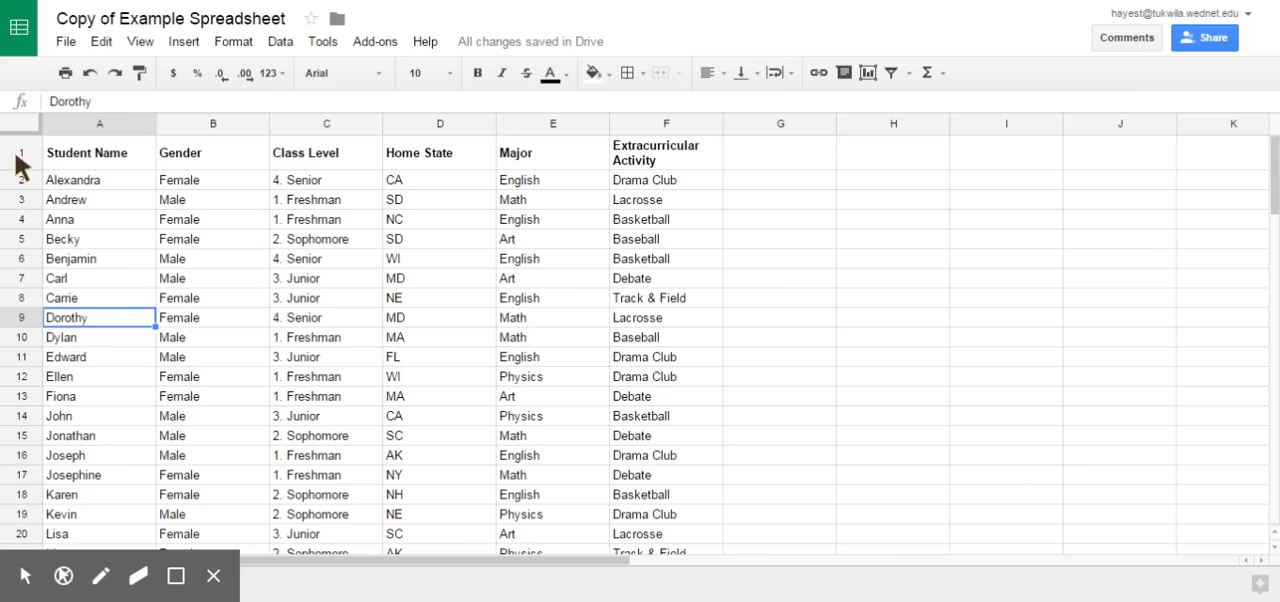 Copy of Example Spreadsheet
hayest@tukwila.wednet.edu
File Edit View Insert Format Data Tools Add-ons Help All changes saved in Drive
Comments Share
$ % .0 .00 123 Arial 10 B I S A Σ
fx Dorothy
A B C D E F G H I J K
1 Student Name Gender Class Level Home State Major Extracurricular Activity
2 Alexandra Female 4. Senior CA English Drama Club
3 Andrew Male 1. Freshman SD Math Lacrosse
4 Anna Female 1. Freshman NC English Basketball
5 Becky Female 2. Sophomore SD Art Baseball
6 Benjamin Male 4. Senior WI English Basketball
7 Carl Male 3. Junior MD Art Debate
8 Carrie Female 3. Junior NE English Track & Field
9 Dorothy Female 4. Senior MD Math Lacrosse
10 Dylan Male 1. Freshman MA Math Baseball
11 Edward Male 3. Junior FL English Drama Club
12 Ellen Female 1. Freshman WI Physics Drama Club
13 Fiona Female 1. Freshman MA Art Debate
14 John Male 3. Junior CA Physics Basketball
15 Jonathan Male 2. Sophomore SC Math Debate
16 Joseph Male 1. Freshman AK English Drama Club
17 Josephine Female 1. Freshman NY Math Debate
18 Karen Female 2. Sophomore NH English Basketball
19 Kevin Male 2. Sophomore NE Physics Drama Club
20 Lisa Female 3. Junior SC Art Lacrosse
2. Sophomore AK Physics Track & Field